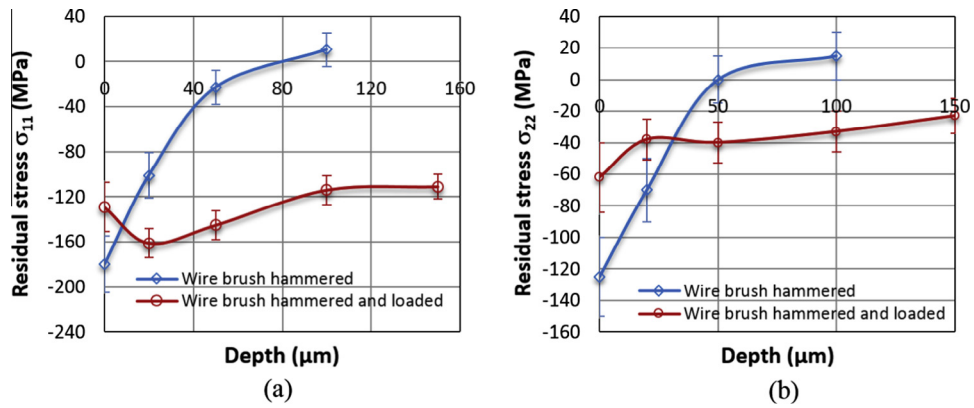 40
0
0
40
80
120
160
-40
-80
-120
-160
-200
-240
Residual stress σ11 (MPa)
Wire brush hammered
Wire brush hammered and loaded
Depth (µm)
(a)
40
20
0
0
50
100
150
-20
-40
-60
-80
-100
-120
-140
-160
Residual stress σ22 (MPa)
Wire brush hammered
Wire brush hammered and loaded
Depth (µm)
(b)